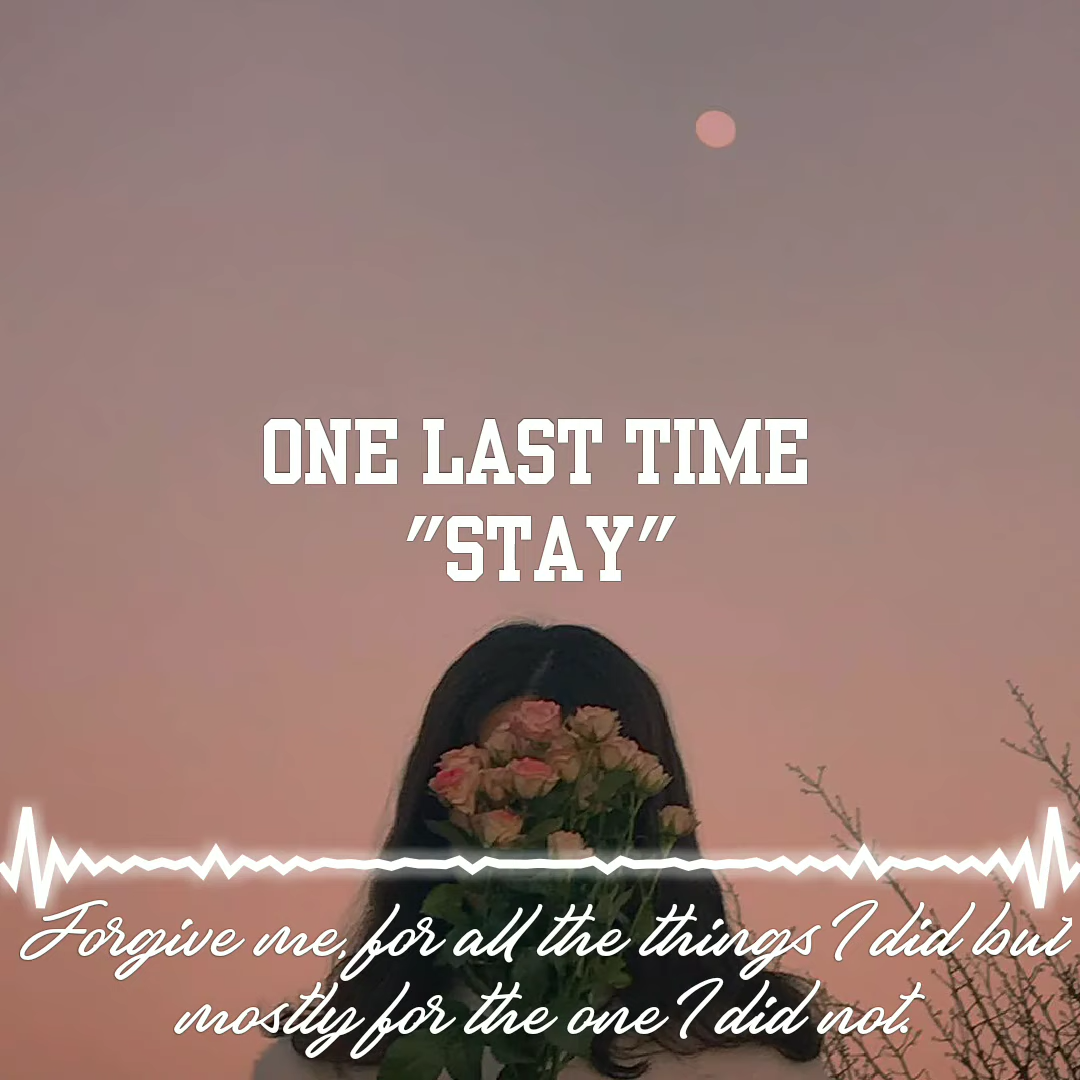 ONE LAST TIME
"STAY"
Forgive me, for all the things I did but
mostly for the one I did not.